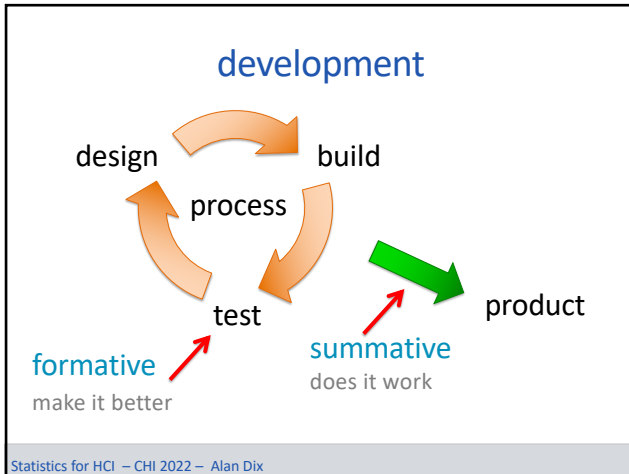 development
design
build
process
test
product
formative
make it better
summative
does it work
Statistics for HCI – CHI 2022 – Alan Dix